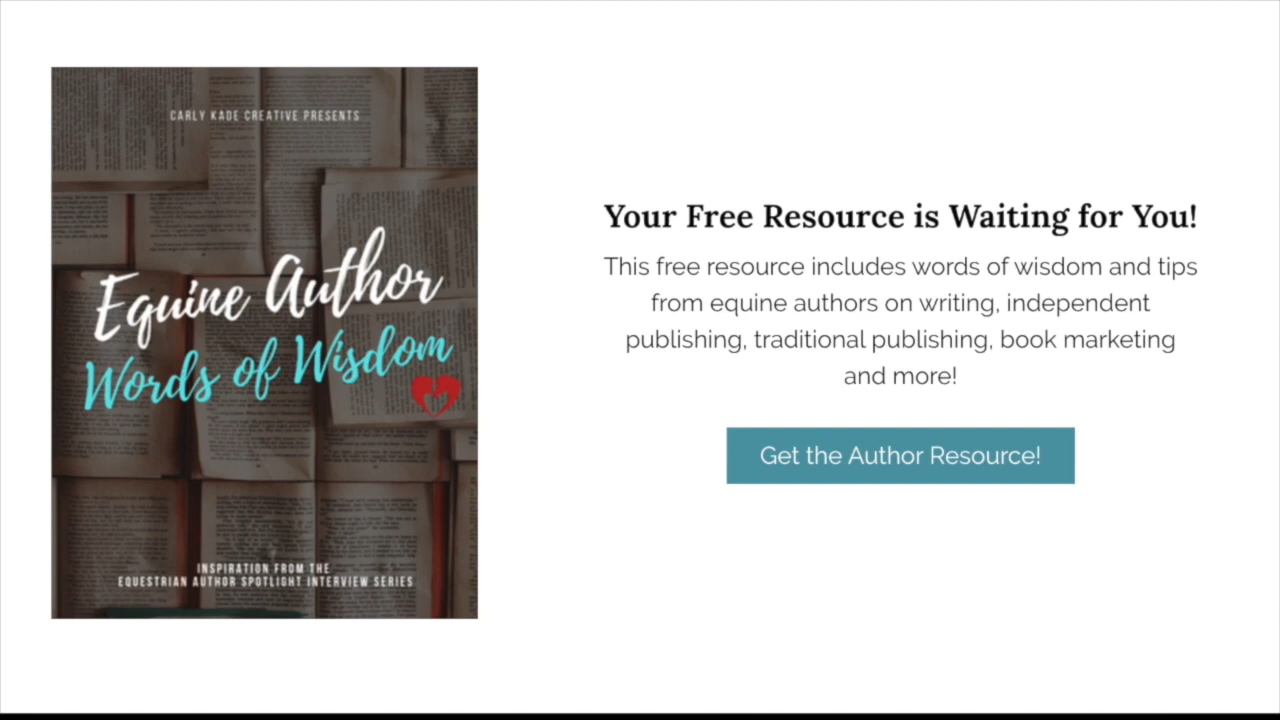 CARLY KADE CREATIVE PRESENTS
Equine Author
Words of Wisdom
INSPIRATION FROM THE
EQUESTRIAN AUTHOR SPOTLIGHT INTERVIEW SERIES
Your Free Resource is Waiting for You!
This free resource includes words of wisdom and tips
from equine authors on writing, independent
publishing, traditional publishing, book marketing
and more!
Get the Author Resource!